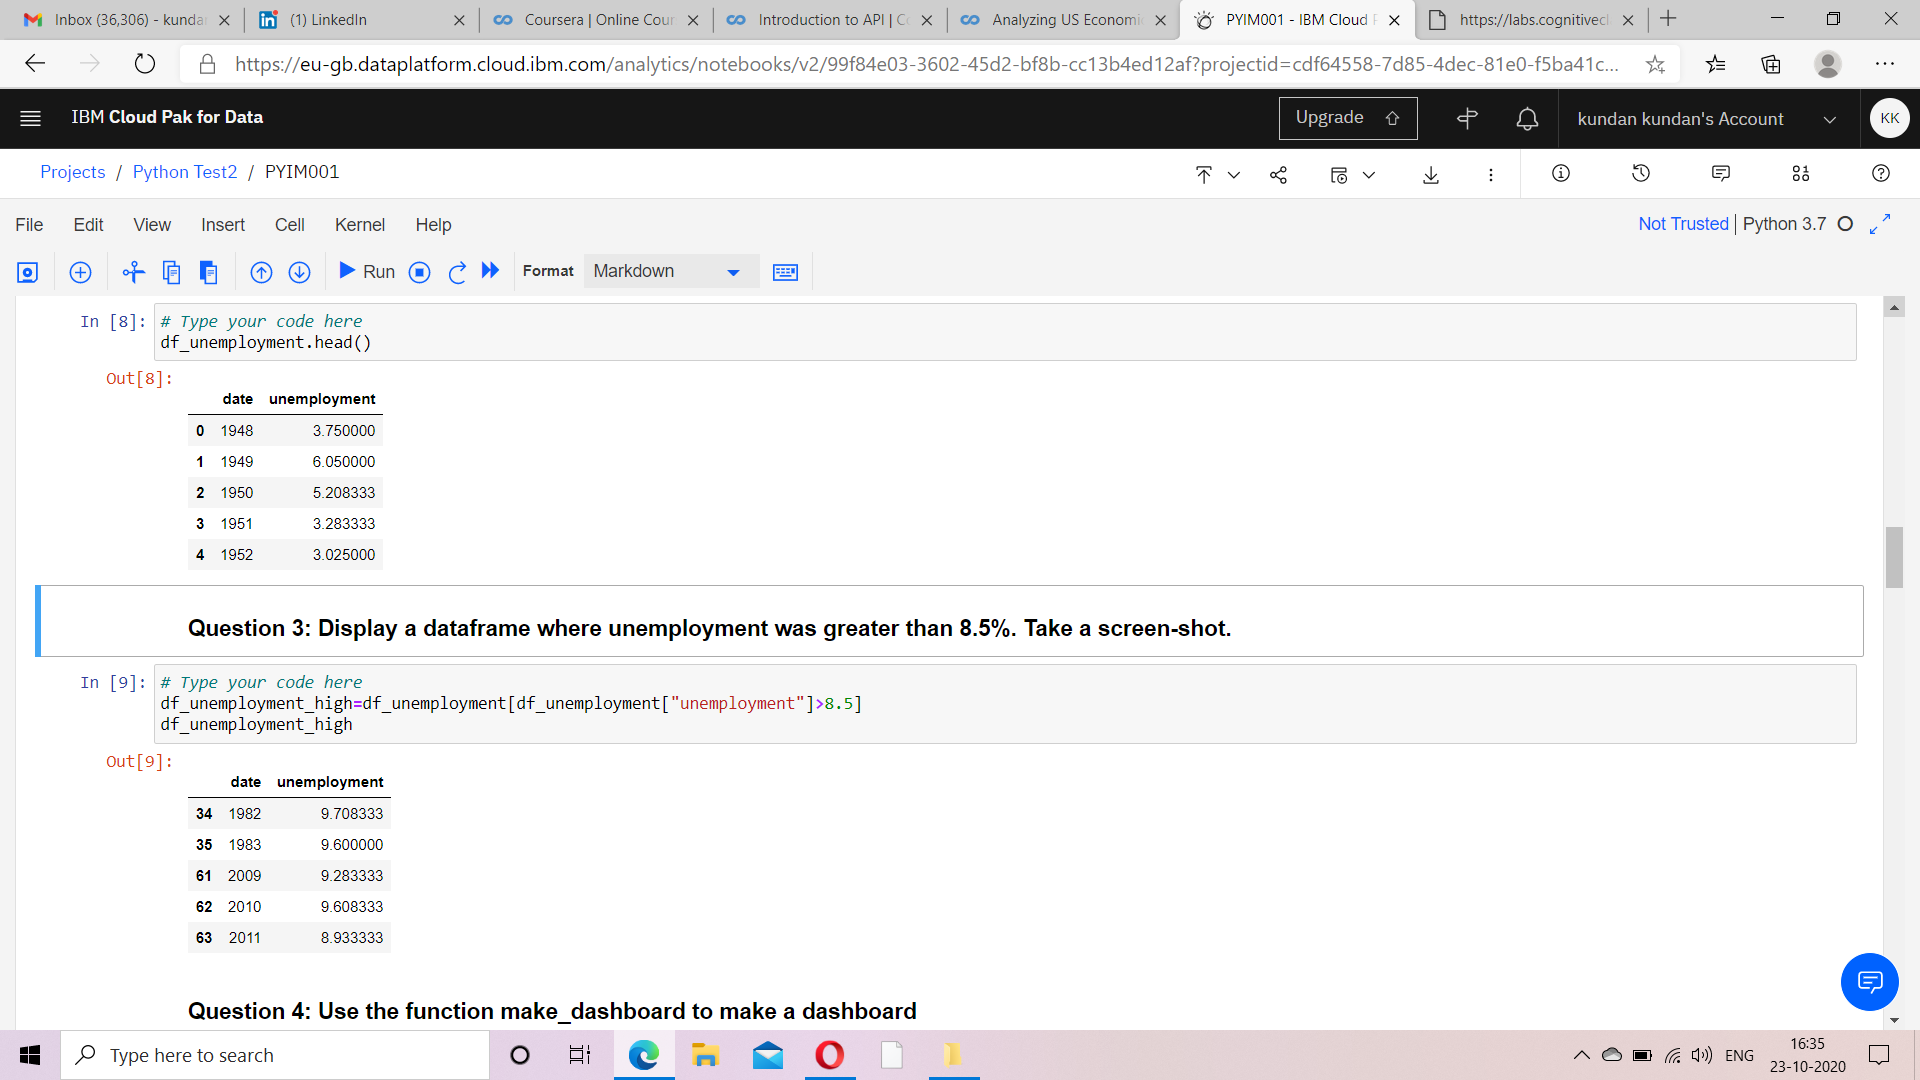 Inbox (36,306) - kundan
(1) LinkedIn
Coursera | Online Cour
Introduction to API | Co
Analyzing US Economi
PYIM001 - IBM Cloud P
https://labs.cognitivecl
https://eu-gb.dataplatform.cloud.ibm.com/analytics/notebooks/v2/99f84e03-3602-45d2-bf8b-cc13b4ed12af?projectid=cdf64558-7d85-4dec-81e0-f5ba41c...
IBM Cloud Pak for Data
Upgrade
kundan kundan's Account
KK
Projects / Python Test2 / PYIM001
File Edit View Insert Cell Kernel Help
Not Trusted | Python 3.7
Run
Format
Markdown
In [8]: # Type your code here
df_unemployment.head()
Out[8]:
date unemployment
0 1948 3.750000
1 1949 6.050000
2 1950 5.208333
3 1951 3.283333
4 1952 3.025000
Question 3: Display a dataframe where unemployment was greater than 8.5%. Take a screen-shot.
In [9]: # Type your code here
df_unemployment_high=df_unemployment[df_unemployment["unemployment"]>8.5]
df_unemployment_high
Out[9]:
date unemployment
34 1982 9.708333
35 1983 9.600000
61 2009 9.283333
62 2010 9.608333
63 2011 8.933333
Question 4: Use the function make_dashboard to make a dashboard
Type here to search
ENG
16:35
23-10-2020